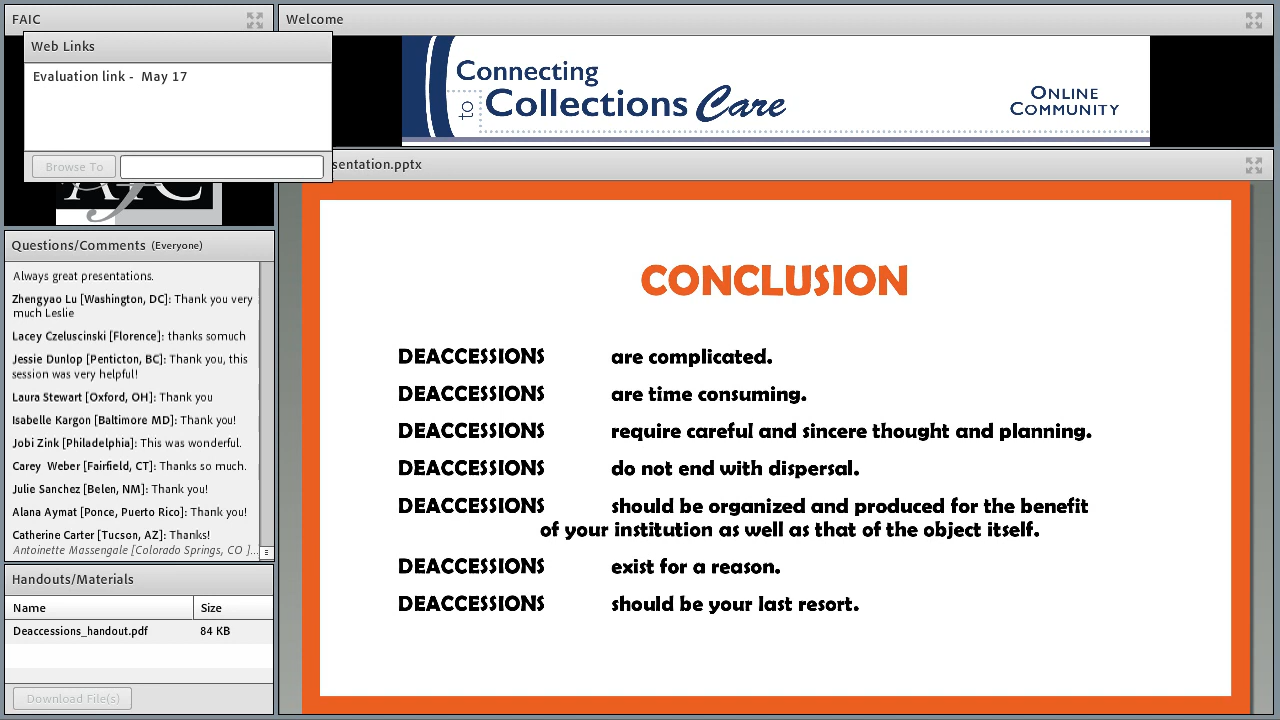 FAIC
Web Links
Evaluation link - May 17
Browse To
AIC
Questions/Comments (Everyone)
Always great presentations.
Zhengyao Lu [Washington, DC]: Thank you very
much Leslie
Lacey Czeluscinski [Florence]: thanks somuch
Jessie Dunlop [Penticton, BC]: Thank you, this
session was very helpful!
Laura Stewart [Oxford, OH]: Thank you
Isabelle Kargon [Baltimore MD]: Thank you!
Jobi Zink [Philadelphia]: This was wonderful.
Carey Weber [Fairfield, CT]: Thanks so much.
Julie Sanchez [Belen, NM]: Thank you!
Alana Aymat [Ponce, Puerto Rico]: Thank you!
Catherine Carter [Tucson, AZ]: Thanks!
Antoinette Massengale [Colorado Springs, CO ]...
Handouts/Materials
Name Size
Deaccessions_handout.pdf 84 KB
Download File(s)
Welcome
Connecting
to Collections Care
ONLINE
COMMUNITY
sentation.pptx
CONCLUSION
DEACCESSIONS are complicated.
DEACCESSIONS are time consuming.
DEACCESSIONS require careful and sincere thought and planning.
DEACCESSIONS do not end with dispersal.
DEACCESSIONS should be organized and produced for the benefit
of your institution as well as that of the object itself.
DEACCESSIONS exist for a reason.
DEACCESSIONS should be your last resort.